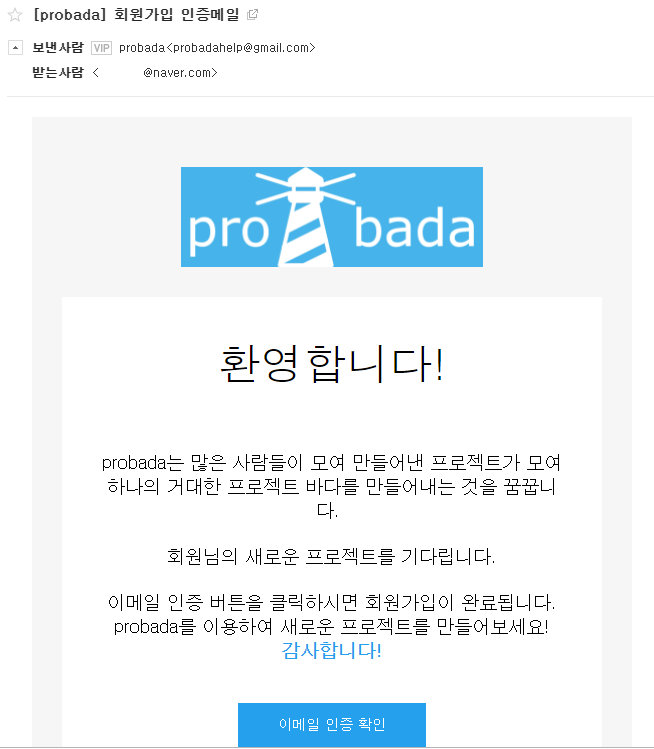 [probada] 회원가입 인증메일
보낸사람 VIP probada<probadahelp@gmail.com>
받는사람 < @naver.com>
pro bada
환영합니다!
probada는 많은 사람들이 모여 만들어낸 프로젝트가 모여
하나의 거대한 프로젝트 바다를 만들어내는 것을 꿈꿉니
다.
회원님의 새로운 프로젝트를 기다립니다.
이메일 인증 버튼을 클릭하시면 회원가입이 완료됩니다.
probada를 이용하여 새로운 프로젝트를 만들어보세요!
감사합니다!
이메일 인증 확인